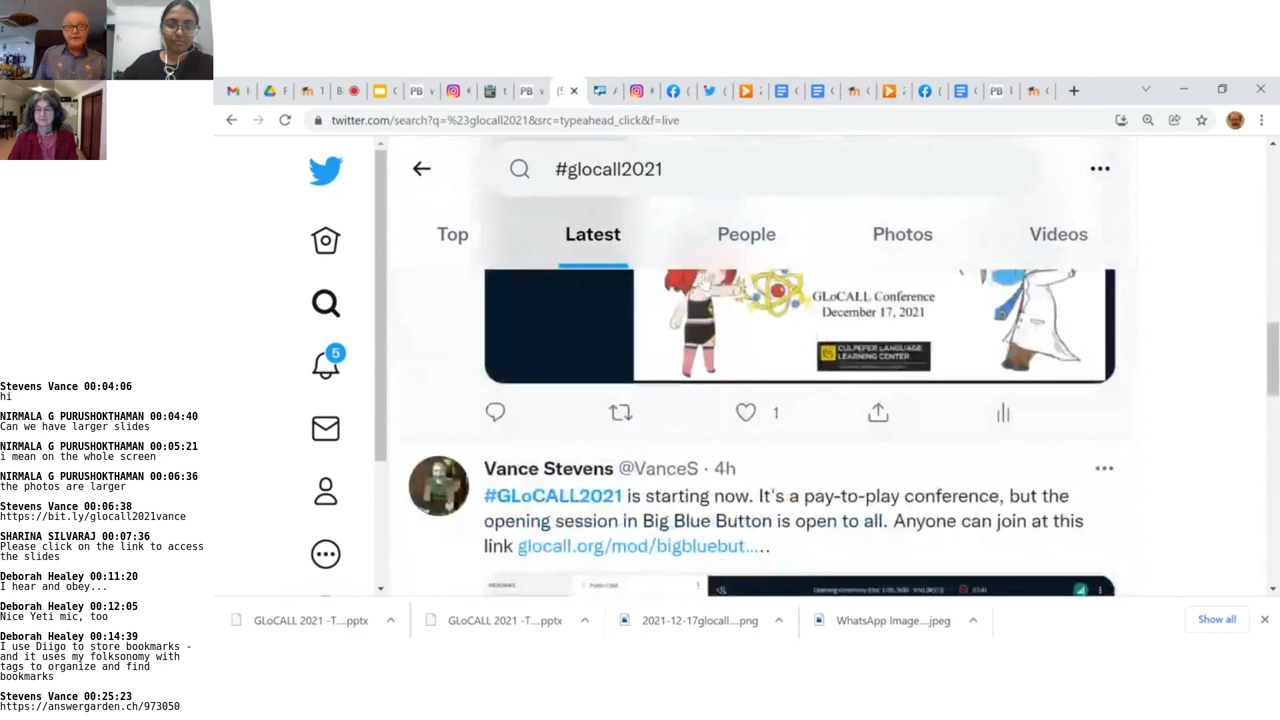 twitter.com/search?q=%23glocall2021&src=typeahead_click&f=live
#glocall2021
Top Latest People Photos Videos
5
GLoCALL Conference
December 17, 2021
CULPEPER LANGUAGE
LEARNING CENTER
1
Vance Stevens @VanceS · 4h
#GLoCALL2021 is starting now. It's a pay-to-play conference, but the
opening session in Big Blue Button is open to all. Anyone can join at this
link glocall.org/mod/bigbluebut.....
GLoCALL 2021 -T....pptx
GLoCALL 2021 -T....pptx
2021-12-17glocall....png
WhatsApp Image....jpeg
Show all
Stevens Vance 00:04:06
hi
NIRMALA G PURUSHOKTHAMAN 00:04:40
Can we have larger slides
NIRMALA G PURUSHOKTHAMAN 00:05:21
i mean on the whole screen
NIRMALA G PURUSHOKTHAMAN 00:06:36
the photos are larger
Stevens Vance 00:06:38
https://bit.ly/glocall2021vance
SHARINA SILVARAJ 00:07:36
Please click on the link to access
the slides
Deborah Healey 00:11:20
I hear and obey...
Deborah Healey 00:12:05
Nice Yeti mic, too
Deborah Healey 00:14:39
I use Diigo to store bookmarks -
and it uses my folksonomy with
tags to organize and find
bookmarks
Stevens Vance 00:25:23
https://answergarden.ch/973050